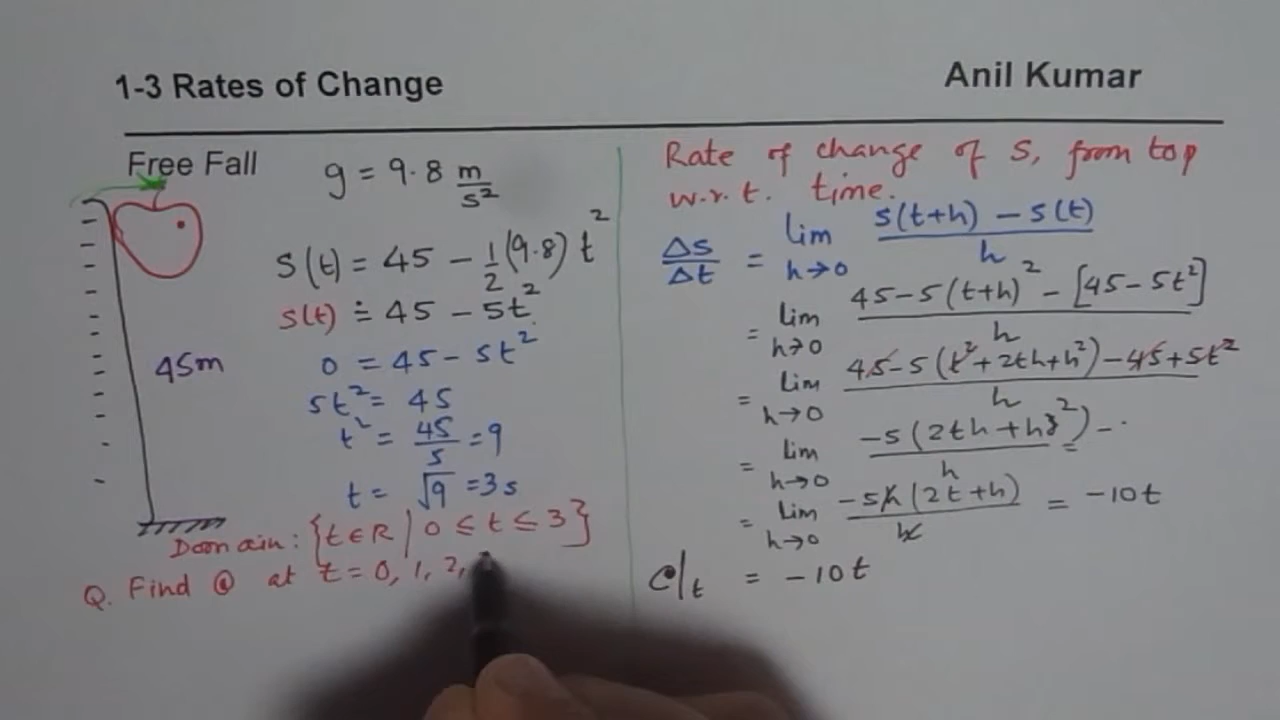 1-3 Rates of Change
Anil Kumar
Free Fall
g = 9.8 m/s²
s(t) = 45 - 1/2 (9.8) t²
s(t) ≐ 45 - 5t²
0 = 45 - 5t²
5t² = 45
t² = 45/5 = 9
t = √9 = 3s
45m
Domain: {t∈R | 0 ≤ t ≤ 3}
Q. Find @ at t = 0, 1, 2,
Rate of change of s, from top
w.r.t. time.
Δs/Δt = lim h→0 s(t+h) - s(t) / h
= lim h→0 45-5(t+h)² - [45-5t²] / h
= lim h→0 45-5(t²+2th+h²)-45+5t² / h
= lim h→0 -5(2th+h²) / h
= lim h→0 -5h(2t+h) / h = -10t
@|t = -10t